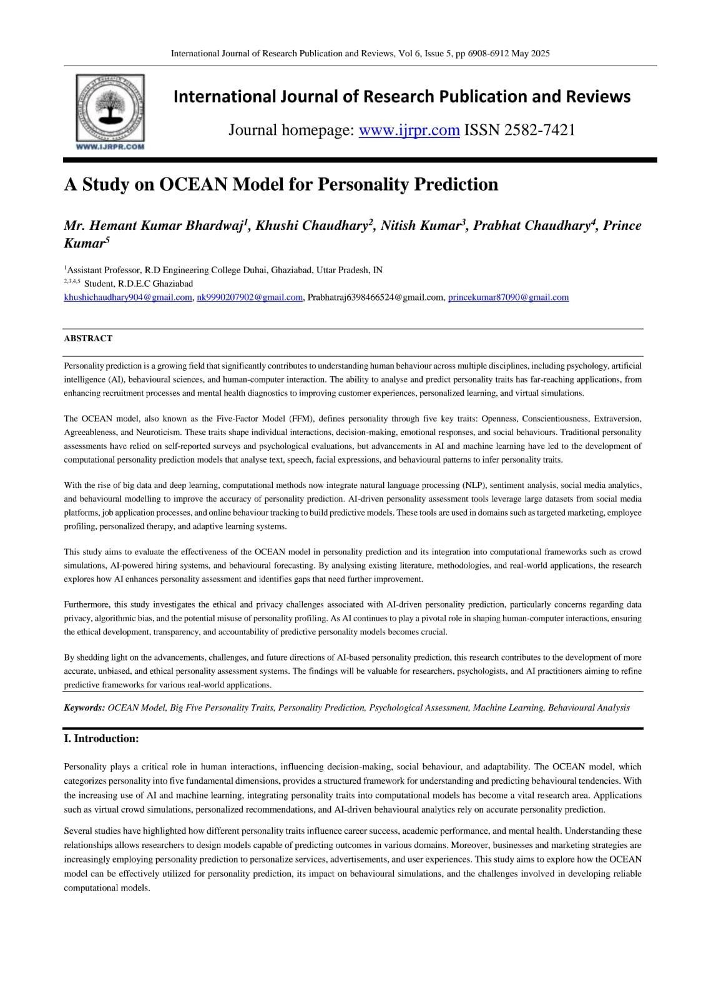 International Journal of Research Publication and Reviews, Vol 6, Issue 5, pp 6908-6912 May 2025
International Journal of Research Publication and Reviews
Journal homepage: www.ijrpr.com ISSN 2582-7421
WWW.IJRPR.COM
A Study on OCEAN Model for Personality Prediction
Mr. Hemant Kumar Bhardwaj1, Khushi Chaudhary2, Nitish Kumar3, Prabhat Chaudhary4, Prince
Kumar5
1Assistant Professor, R.D Engineering College Duhai, Ghaziabad, Uttar Pradesh, IN
2,3,4,5 Student, R.D.E.C Ghaziabad
khushichaudhary904@gmail.com, nk9990207902@gmail.com, Prabhatraj6398466524@gmail.com, princekumar87090@gmail.com
ABSTRACT
Personality prediction is a growing field that significantly contributes to understanding human behaviour across multiple disciplines, including psychology, artificial
intelligence (AI), behavioural sciences, and human-computer interaction. The ability to analyse and predict personality traits has far-reaching applications, from
enhancing recruitment processes and mental health diagnostics to improving customer experiences, personalized learning, and virtual simulations.
The OCEAN model, also known as the Five-Factor Model (FFM), defines personality through five key traits: Openness, Conscientiousness, Extraversion,
Agreeableness, and Neuroticism. These traits shape individual interactions, decision-making, emotional responses, and social behaviours. Traditional personality
assessments have relied on self-reported surveys and psychological evaluations, but advancements in AI and machine learning have led to the development of
computational personality prediction models that analyse text, speech, facial expressions, and behavioural patterns to infer personality traits.
With the rise of big data and deep learning, computational methods now integrate natural language processing (NLP), sentiment analysis, social media analytics,
and behavioural modelling to improve the accuracy of personality prediction. AI-driven personality assessment tools leverage large datasets from social media
platforms, job application processes, and online behaviour tracking to build predictive models. These tools are used in domains such as targeted marketing, employee
profiling, personalized therapy, and adaptive learning systems.
This study aims to evaluate the effectiveness of the OCEAN model in personality prediction and its integration into computational frameworks such as crowd
simulations, AI-powered hiring systems, and behavioural forecasting. By analysing existing literature, methodologies, and real-world applications, the research
explores how AI enhances personality assessment and identifies gaps that need further improvement.
Furthermore, this study investigates the ethical and privacy challenges associated with AI-driven personality prediction, particularly concerns regarding data
privacy, algorithmic bias, and the potential misuse of personality profiling. As AI continues to play a pivotal role in shaping human-computer interactions, ensuring
the ethical development, transparency, and accountability of predictive personality models becomes crucial.
By shedding light on the advancements, challenges, and future directions of AI-based personality prediction, this research contributes to the development of more
accurate, unbiased, and ethical personality assessment systems. The findings will be valuable for researchers, psychologists, and AI practitioners aiming to refine
predictive frameworks for various real-world applications.
Keywords: OCEAN Model, Big Five Personality Traits, Personality Prediction, Psychological Assessment, Machine Learning, Behavioural Analysis
I. Introduction:
Personality plays a critical role in human interactions, influencing decision-making, social behaviour, and adaptability. The OCEAN model, which
categorizes personality into five fundamental dimensions, provides a structured framework for understanding and predicting behavioural tendencies. With
the increasing use of AI and machine learning, integrating personality traits into computational models has become a vital research area. Applications
such as virtual crowd simulations, personalized recommendations, and AI-driven behavioural analytics rely on accurate personality prediction.
Several studies have highlighted how different personality traits influence career success, academic performance, and mental health. Understanding these
relationships allows researchers to design models capable of predicting outcomes in various domains. Moreover, businesses and marketing strategies are
increasingly employing personality prediction to personalize services, advertisements, and user experiences. This study aims to explore how the OCEAN
model can be effectively utilized for personality prediction, its impact on behavioural simulations, and the challenges involved in developing reliable
computational models.